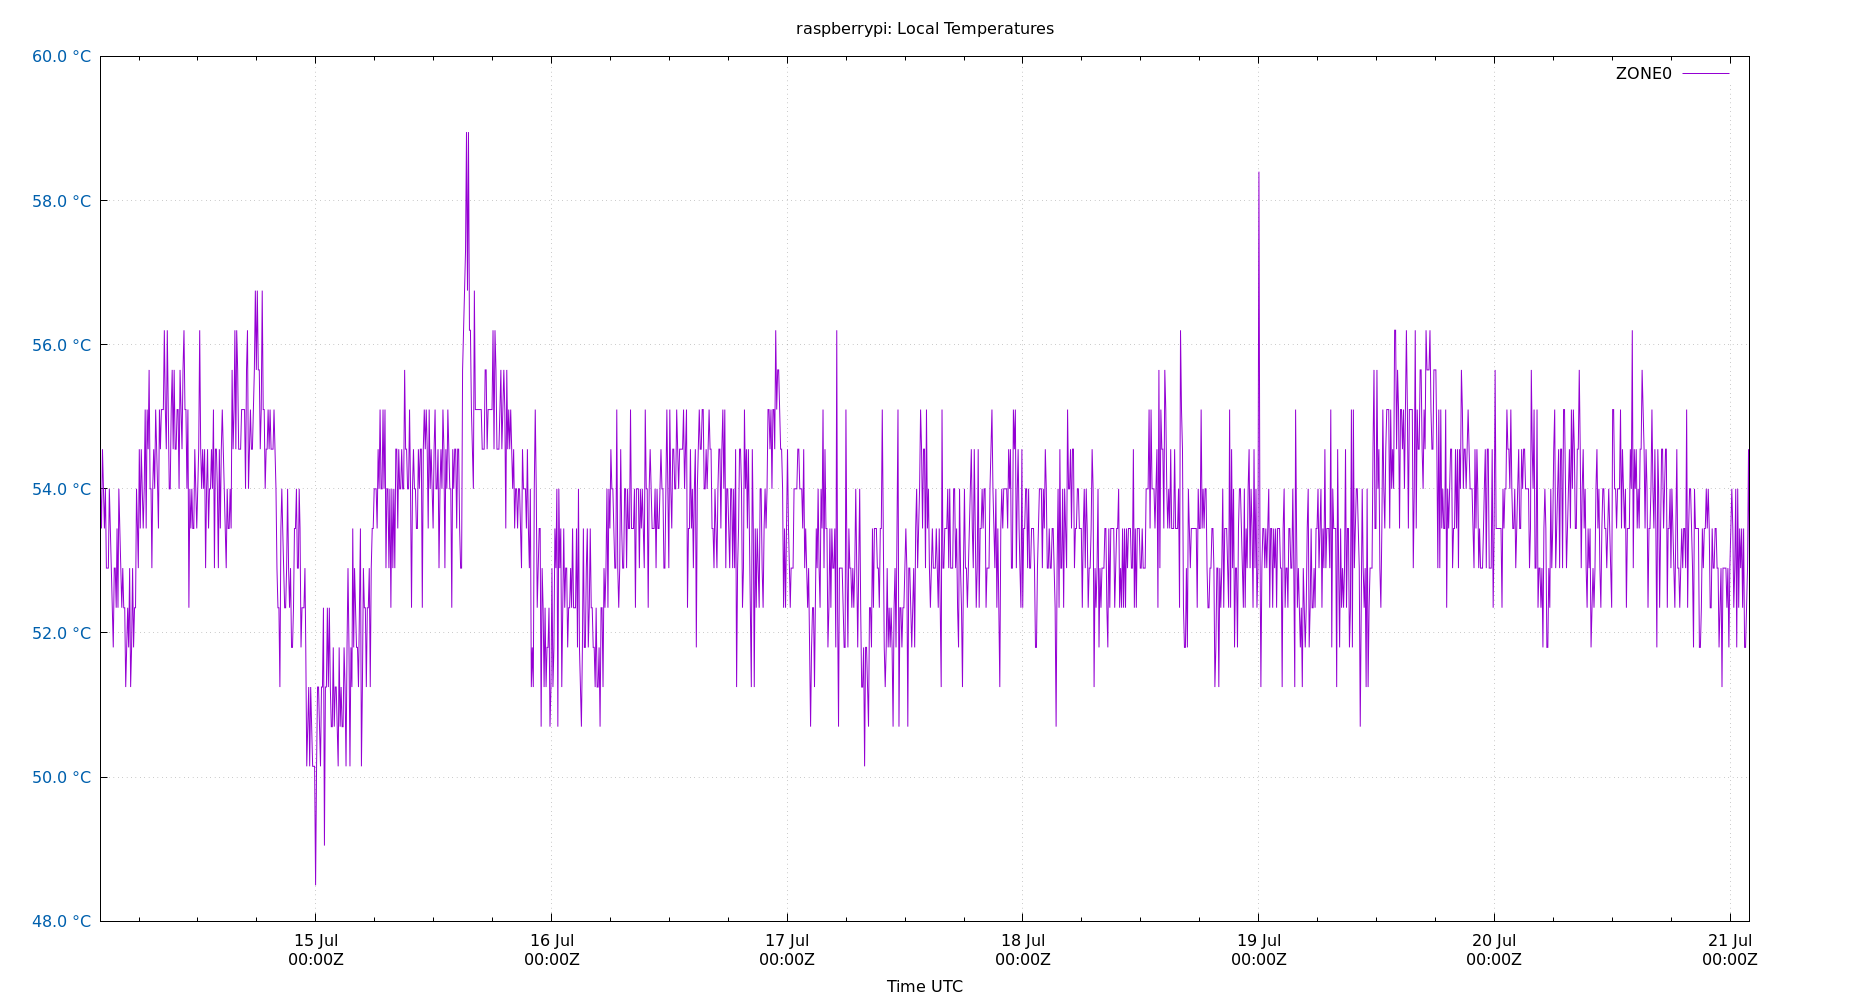 raspberrypi: Local Temperatures
60.0 °C
ZONE0
58.0 °C
56.0 °C
54.0 °C
52.0 °C
50.0 °C
48.0 °C
15 Jul 16 Jul 17 Jul 18 Jul 19 Jul 20 Jul 21 Jul
00:00Z 00:00Z 00:00Z 00:00Z 00:00Z 00:00Z 00:00Z
Time UTC